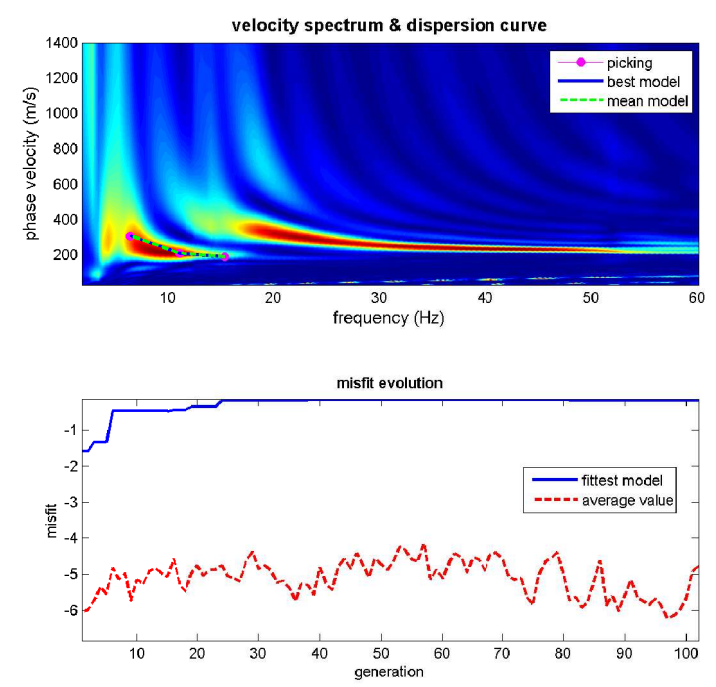 velocity spectrum & dispersion curve
1400
1200
1000
800
600
400
200
phase velocity (m/s)
picking
best model
mean model
10 20 30 40 50 60
frequency (Hz)
misfit evolution
-1
-2
-3
-4
-5
-6
misfit
fittest model
average value
10 20 30 40 50 60 70 80 90 100
generation